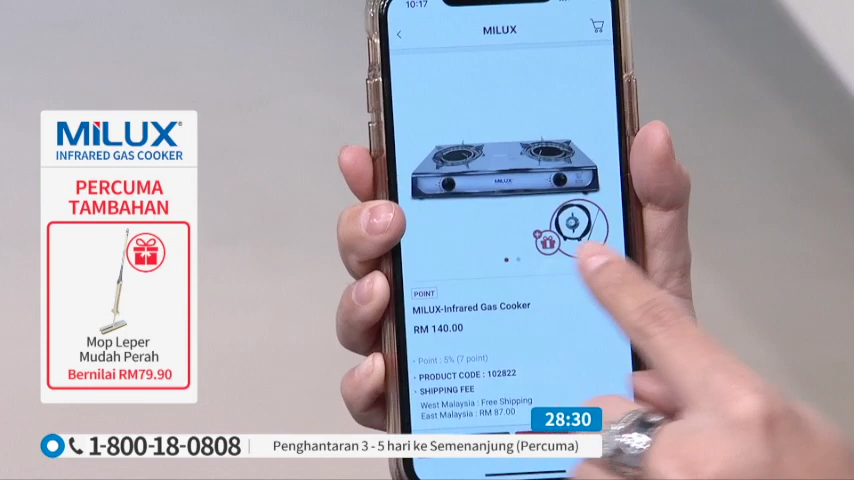 MILUX
INFRARED GAS COOKER
PERCUMA
TAMBAHAN
Mop Leper
Mudah Perah
Bernilai RM79.90
10:17
MILUX
MILUX
POINT
MILUX-Infrared Gas Cooker
RM 140.00
- Point : 5% (7 point)
- PRODUCT CODE : 102822
- SHIPPING FEE
West Malaysia : Free Shipping
East Malaysia : RM 87.00
28:30
1-800-18-0808
Penghantaran 3 - 5 hari ke Semenanjung (Percuma)